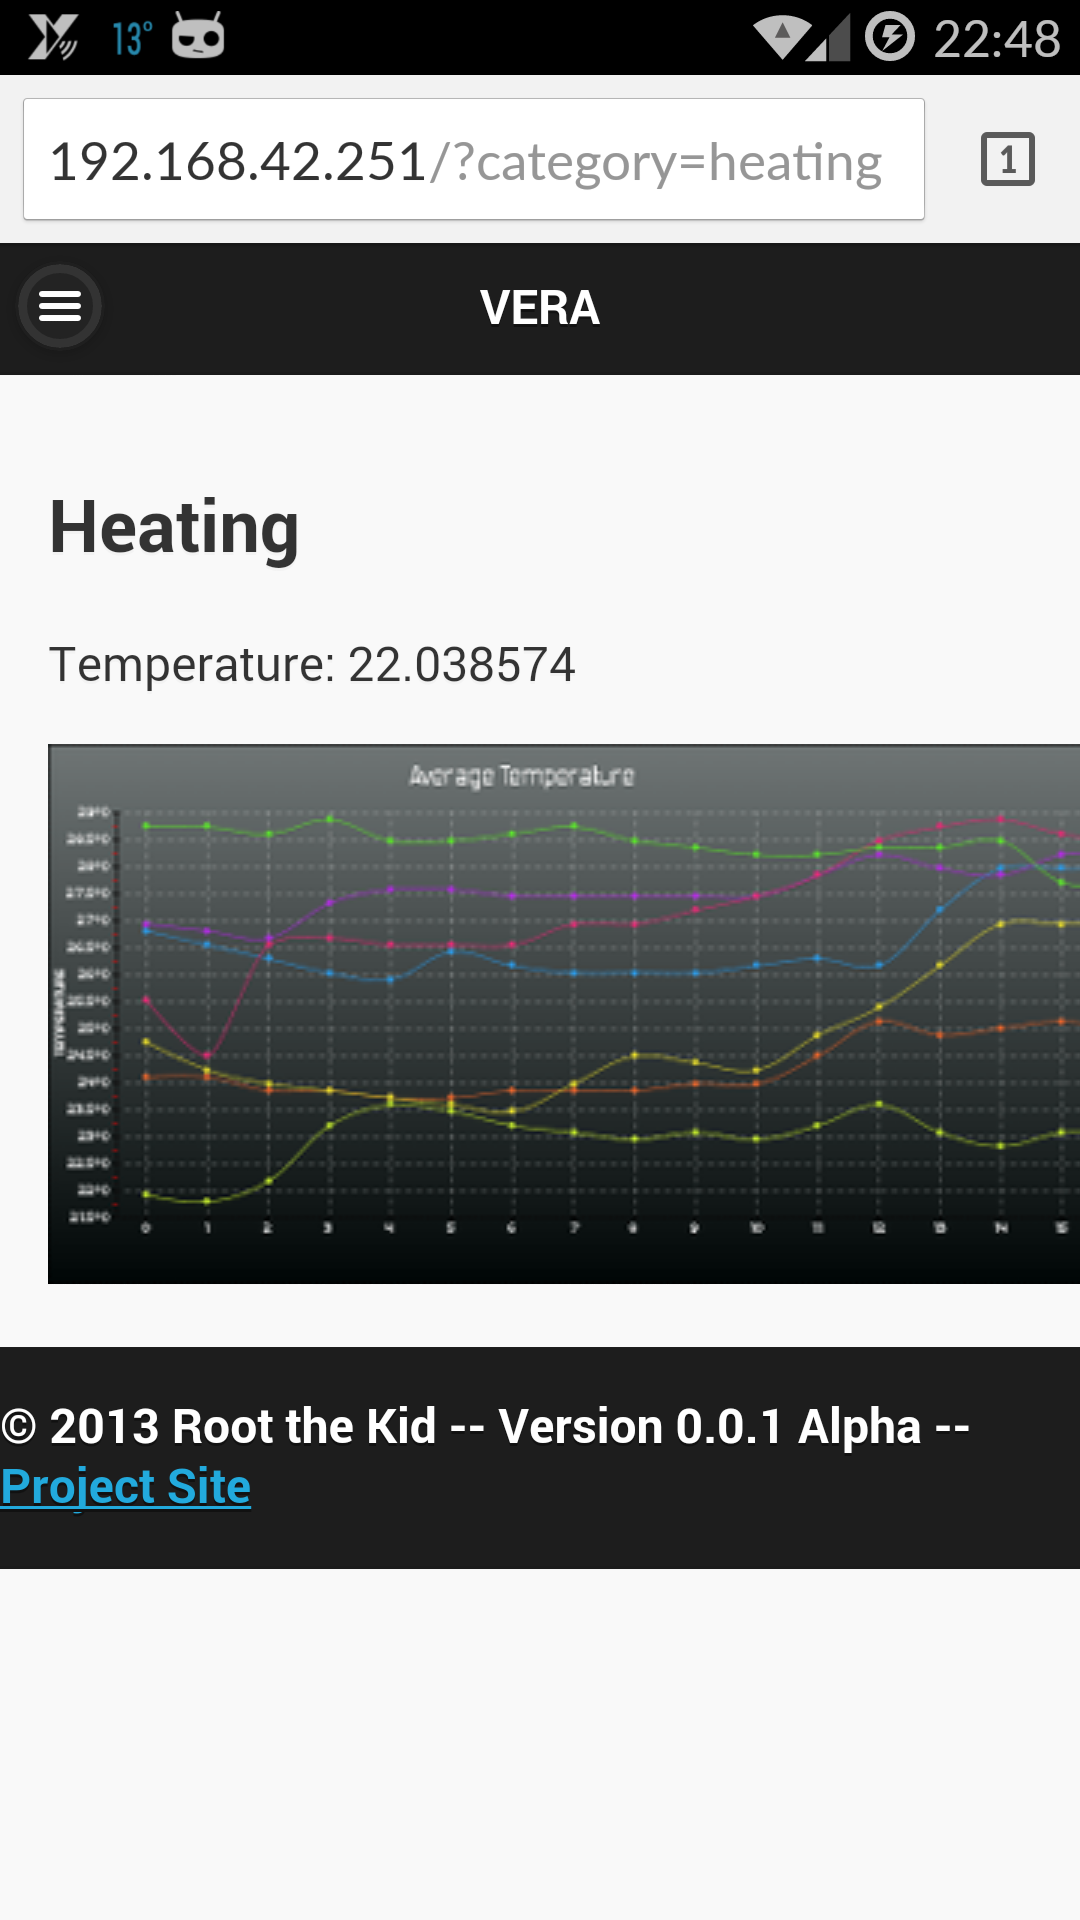 13°
22:48
192.168.42.251/?category=heating
1
VERA
Heating
Temperature: 22.038574
Average Temperature
28°C
27.5°C
27°C
26.5°C
26°C
25.5°C
25°C
24.5°C
24°C
23.5°C
23°C
22.5°C
22°C
21.5°C
TEMPERATURE
0 1 2 3 4 5 6 7 8 9 10 11 12 13 14 15
© 2013 Root the Kid -- Version 0.0.1 Alpha --
Project Site